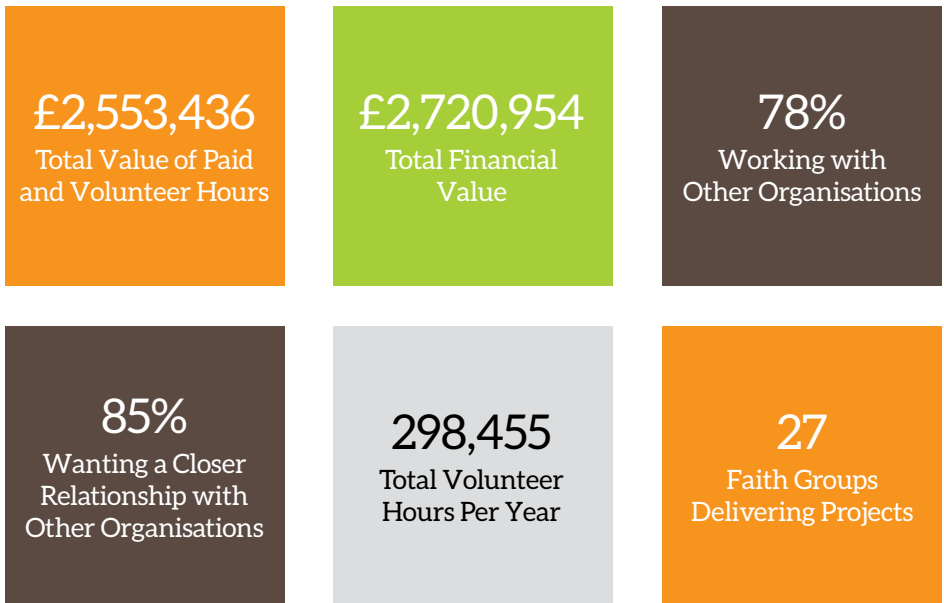 £2,553,436
Total Value of Paid
and Volunteer Hours
£2,720,954
Total Financial
Value
78%
Working with
Other Organisations
85%
Wanting a Closer
Relationship with
Other Organisations
298,455
Total Volunteer
Hours Per Year
27
Faith Groups
Delivering Projects